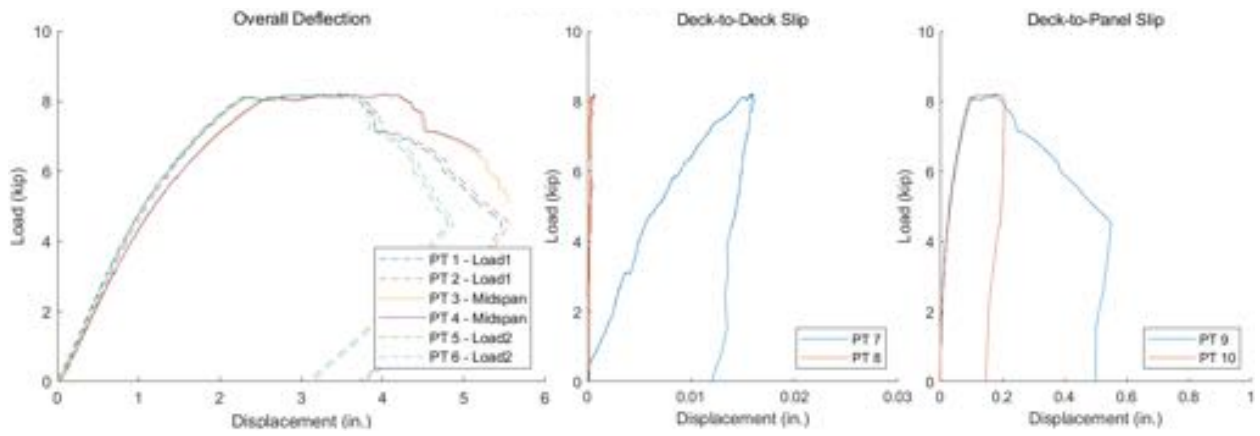 Overall Deflection
10
8
6
4
2
0
Load (kip)
0 1 2 3 4 5 6
Displacement (in.)
PT 1 - Load1
PT 2 - Load1
PT 3 - Midspan
PT 4 - Midspan
PT 5 - Load2
PT 6 - Load2
Deck-to-Deck Slip
10
8
6
4
2
0
Load (kip)
0 0.01 0.02 0.03
Displacement (in.)
PT 7
PT 8
Deck-to-Panel Slip
10
8
6
4
2
0
Load (kip)
0 0.2 0.4 0.6 0.8 1
Displacement (in.)
PT 9
PT 10